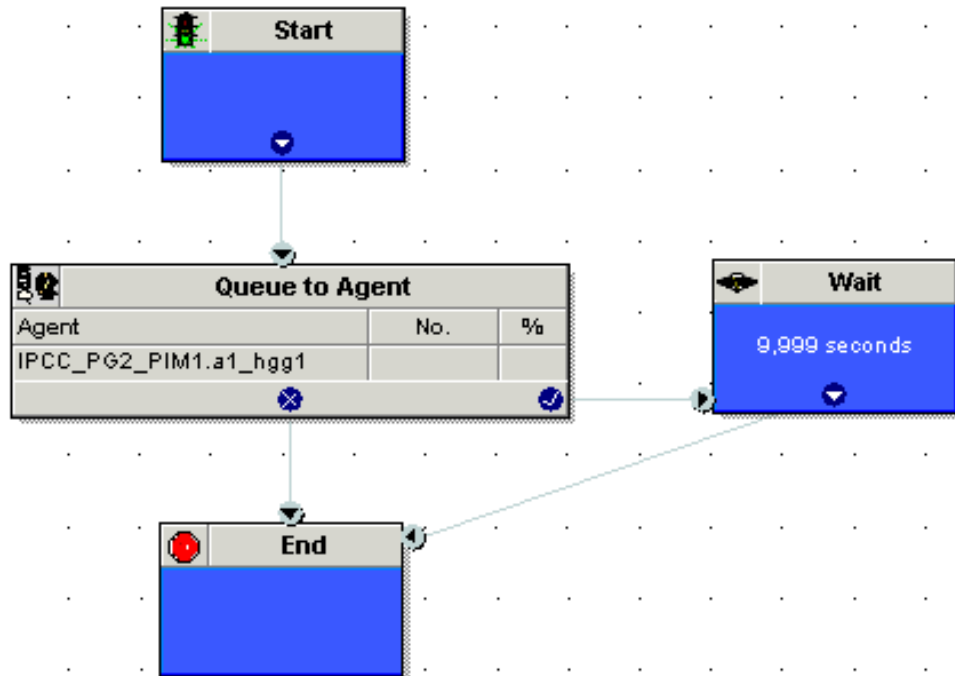 Start
Queue to Agent
Agent No. %
IPCC_PG2_PIM1.a1_hgg1
Wait
9,999 seconds
End